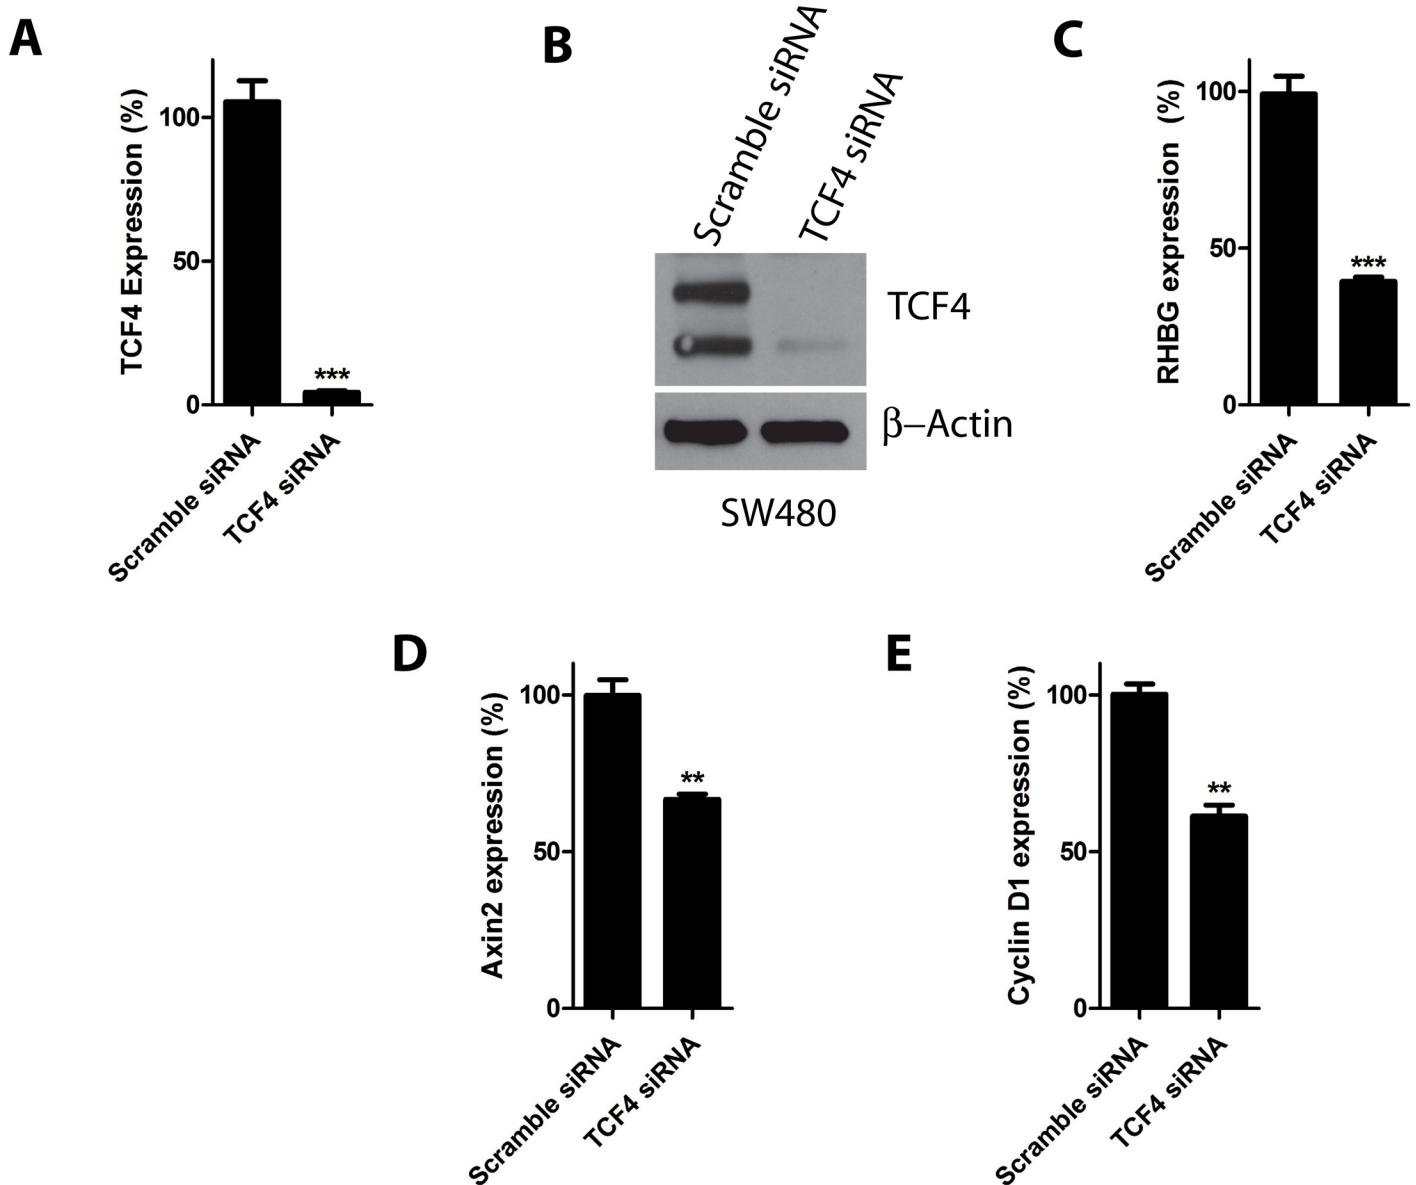 A
TCF4 Expression (%)
100
50
0
***
Scramble siRNA
TCF4 siRNA
B
Scramble siRNA
TCF4 siRNA
TCF4
β–Actin
SW480
C
RHBG expression (%)
100
50
0
***
Scramble siRNA
TCF4 siRNA
D
Axin2 expression (%)
100
50
0
**
Scramble siRNA
TCF4 siRNA
E
Cyclin D1 expression (%)
100
50
0
**
Scramble siRNA
TCF4 siRNA